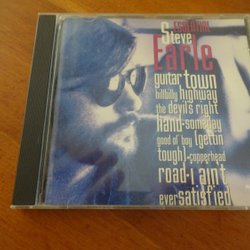 ESSENTIAL
Steve
Earle
guitar town
hillbilly highway
the devil's right
hand-someday
good ol' boy (gettin'
tough)-copperhead
road-i ain't
ever satisfied